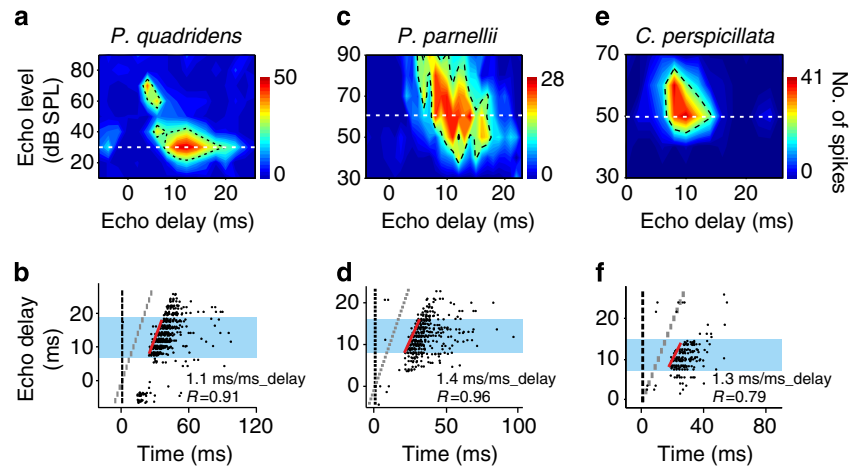 a
P. quadridens
c
P. parnellii
e
C. perspicillata
Echo level
(dB SPL)
80
60
40
20
0
10
20
Echo delay (ms)
50
0
90
70
50
30
0
10
20
Echo delay (ms)
28
0
70
50
30
0
10
20
Echo delay (ms)
41
0
No. of spikes
b
Echo delay
(ms)
20
10
0
0
60
120
Time (ms)
1.1 ms/ms_delay
R=0.91
d
20
10
0
0
50
100
Time (ms)
1.4 ms/ms_delay
R=0.96
f
20
10
0
0
40
80
Time (ms)
1.3 ms/ms_delay
R=0.79